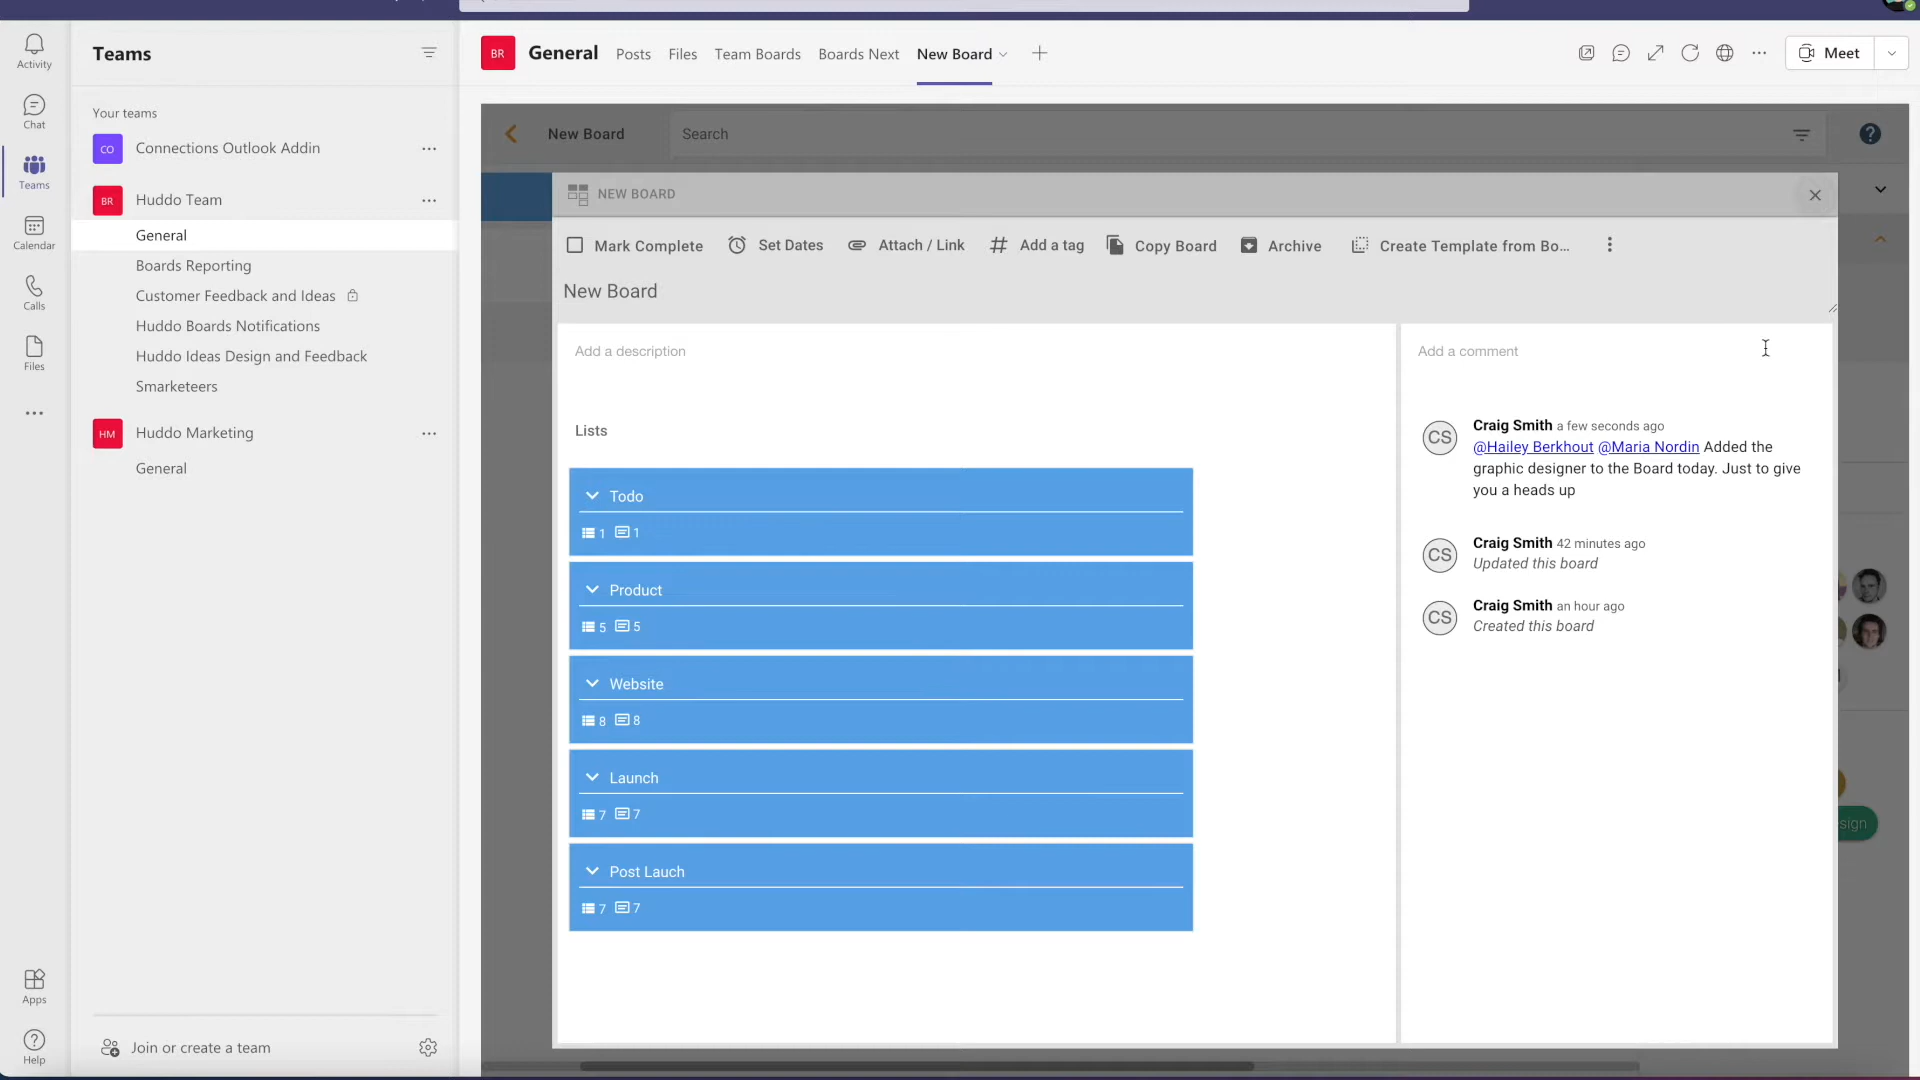 Activity
Chat
Teams
Calendar
Calls
Files
Apps
Help
Teams
Your teams
CO Connections Outlook Addin
BR Huddo Team
General
Boards Reporting
Customer Feedback and Ideas
Huddo Boards Notifications
Huddo Ideas Design and Feedback
Smarketeers
HM Huddo Marketing
General
Join or create a team
BR General Posts Files Team Boards Boards Next New Board
Meet
New Board Search
NEW BOARD
Mark Complete Set Dates Attach / Link Add a tag Copy Board Archive Create Template from Bo...
New Board
Add a description
Lists
Todo
1 1
Product
5 5
Website
8 8
Launch
7 7
Post Lauch
7 7
Add a comment
CS Craig Smith a few seconds ago
@Hailey Berkhout @Maria Nordin Added the
graphic designer to the Board today. Just to give
you a heads up
CS Craig Smith 42 minutes ago
Updated this board
CS Craig Smith an hour ago
Created this board
sign